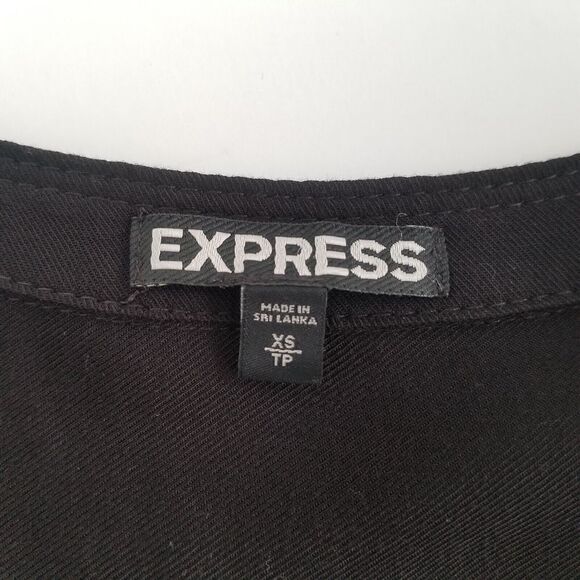 EXPRESS
MADE IN
SRI LANKA
XS
TP